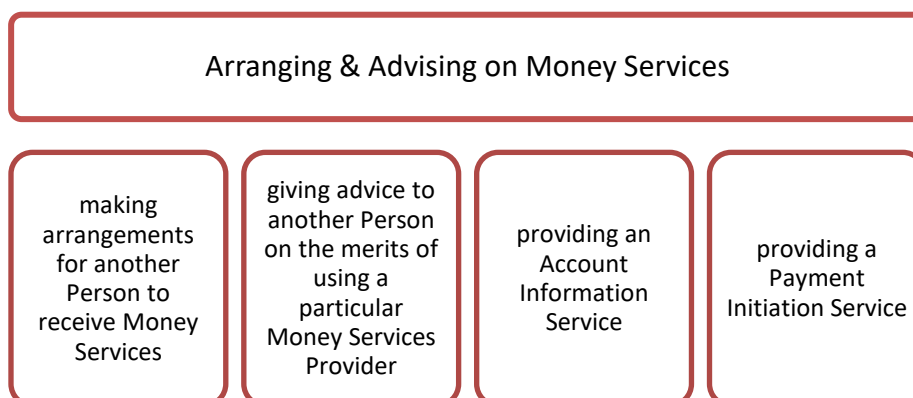 Arranging & Advising on Money Services
making
arrangements
for another
Person to
receive Money
Services
giving advice to
another Person
on the merits of
using a
particular
Money Services
Provider
providing an
Account
Information
Service
providing a
Payment
Initiation Service